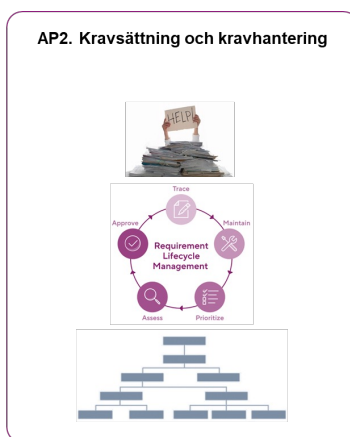 AP2. Kravsättning och kravhantering
HELP!
Trace
Approve
Maintain
Requirement
Lifecycle
Management
Assess
Prioritize